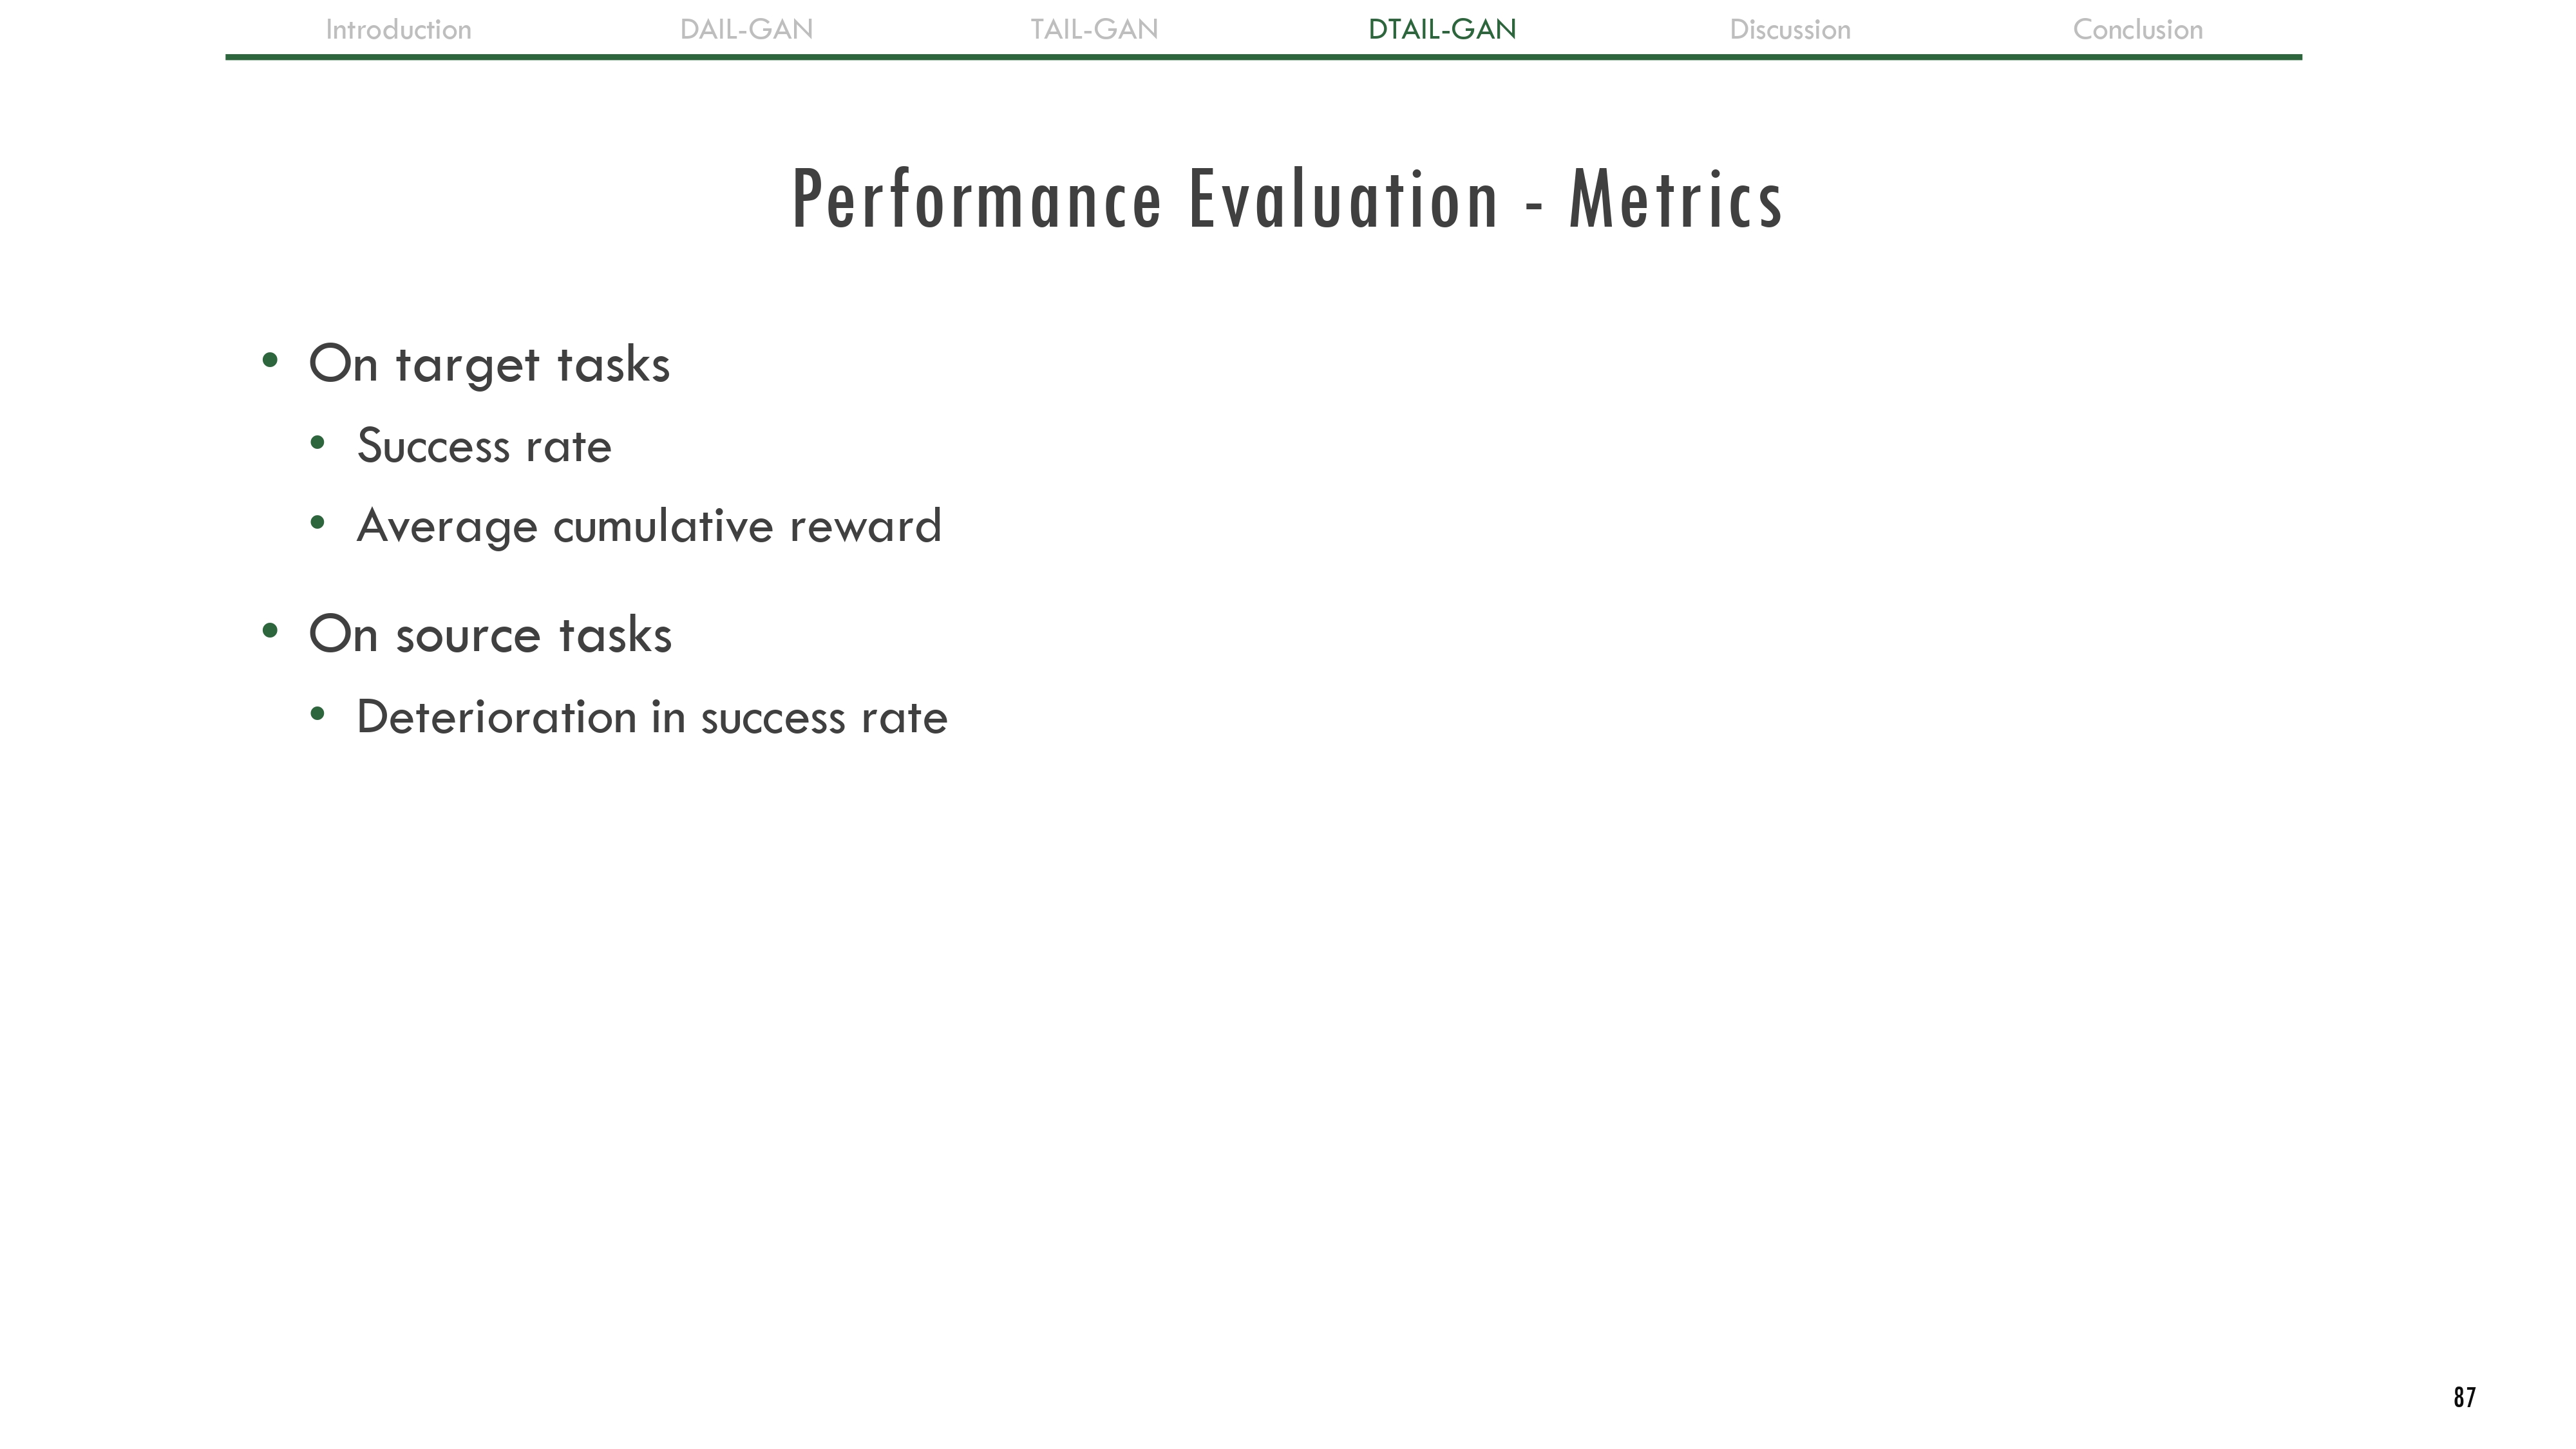 Introduction DAIL-GAN TAIL-GAN DTAIL-GAN Discussion Conclusion
Performance Evaluation - Metrics
• On target tasks
• Success rate
• Average cumulative reward
• On source tasks
• Deterioration in success rate
87